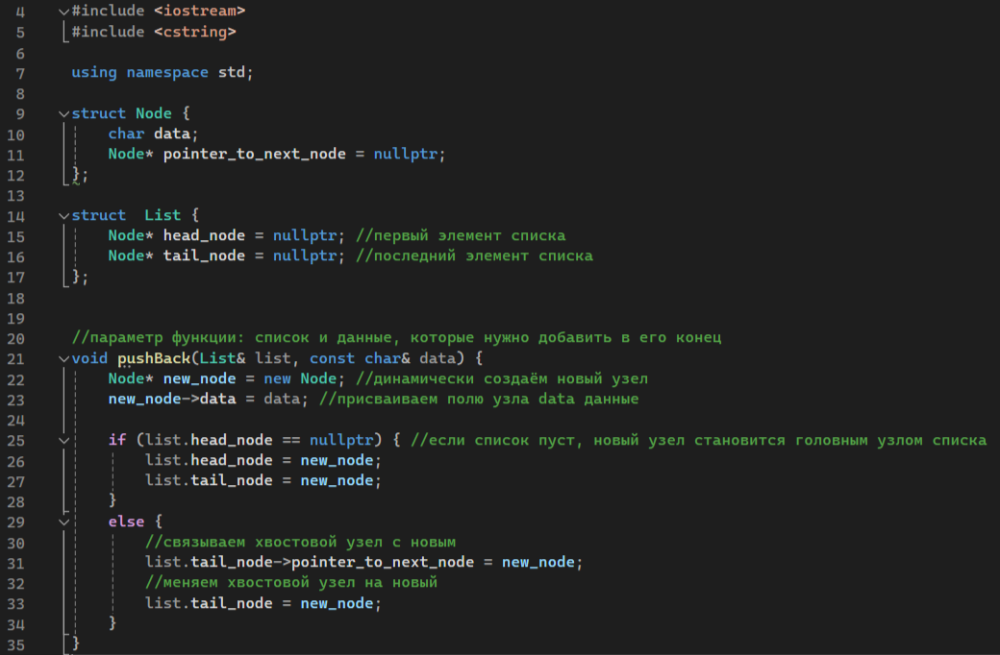 4 #include <iostream>
5 #include <cstring>
6
7 using namespace std;
8
9 struct Node {
10     char data;
11     Node* pointer_to_next_node = nullptr;
12 };
13
14 struct  List {
15     Node* head_node = nullptr; //первый элемент списка
16     Node* tail_node = nullptr; //последний элемент списка
17 };
18
19
20 //параметр функции: список и данные, которые нужно добавить в его конец
21 void pushBack(List& list, const char& data) {
22     Node* new_node = new Node; //динамически создаём новый узел
23     new_node->data = data; //присваиваем полю узла data данные
24
25     if (list.head_node == nullptr) { //если список пуст, новый узел становится головным узлом списка
26         list.head_node = new_node;
27         list.tail_node = new_node;
28     }
29     else {
30         //связываем хвостовой узел с новым
31         list.tail_node->pointer_to_next_node = new_node;
32         //меняем хвостовой узел на новый
33         list.tail_node = new_node;
34     }
35 }